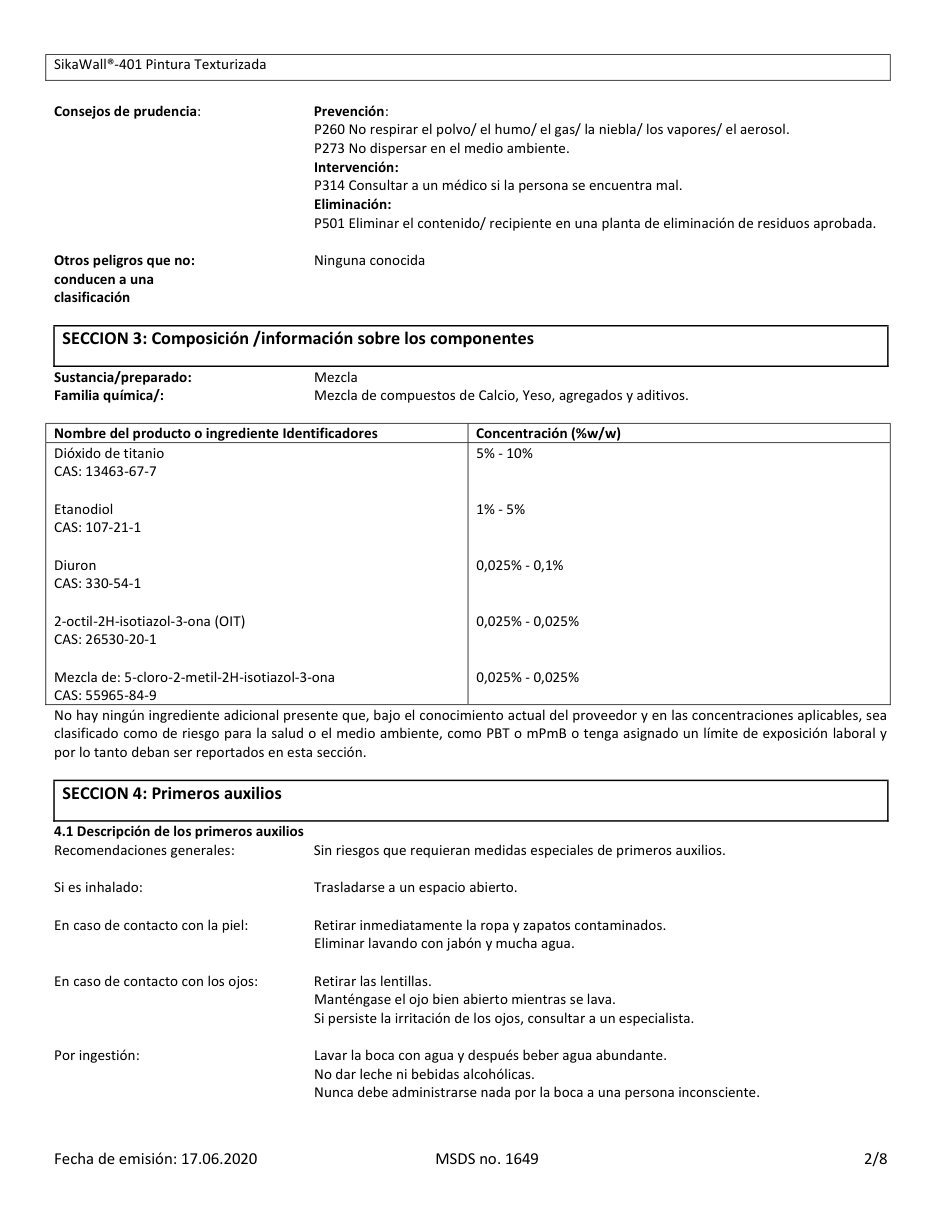 SikaWall®-401 Pintura Texturizada
Consejos de prudencia:
Prevención:
P260 No respirar el polvo/ el humo/ el gas/ la niebla/ los vapores/ el aerosol.
P273 No dispersar en el medio ambiente.
Intervención:
P314 Consultar a un médico si la persona se encuentra mal.
Eliminación:
P501 Eliminar el contenido/ recipiente en una planta de eliminación de residuos aprobada.
Otros peligros que no:
conducen a una
clasificación
Ninguna conocida
SECCION 3: Composición /información sobre los componentes
Sustancia/preparado: Mezcla
Familia química/: Mezcla de compuestos de Calcio, Yeso, agregados y aditivos.
Nombre del producto o ingrediente Identificadores Concentración (%w/w)
Dióxido de titanio 5% - 10%
CAS: 13463-67-7
Etanodiol 1% - 5%
CAS: 107-21-1
Diuron 0,025% - 0,1%
CAS: 330-54-1
2-octil-2H-isotiazol-3-ona (OIT) 0,025% - 0,025%
CAS: 26530-20-1
Mezcla de: 5-cloro-2-metil-2H-isotiazol-3-ona 0,025% - 0,025%
CAS: 55965-84-9
No hay ningún ingrediente adicional presente que, bajo el conocimiento actual del proveedor y en las concentraciones aplicables, sea
clasificado como de riesgo para la salud o el medio ambiente, como PBT o mPmB o tenga asignado un límite de exposición laboral y
por lo tanto deban ser reportados en esta sección.
SECCION 4: Primeros auxilios
4.1 Descripción de los primeros auxilios
Recomendaciones generales: Sin riesgos que requieran medidas especiales de primeros auxilios.
Si es inhalado: Trasladarse a un espacio abierto.
En caso de contacto con la piel: Retirar inmediatamente la ropa y zapatos contaminados.
Eliminar lavando con jabón y mucha agua.
En caso de contacto con los ojos: Retirar las lentillas.
Manténgase el ojo bien abierto mientras se lava.
Si persiste la irritación de los ojos, consultar a un especialista.
Por ingestión: Lavar la boca con agua y después beber agua abundante.
No dar leche ni bebidas alcohólicas.
Nunca debe administrarse nada por la boca a una persona inconsciente.
Fecha de emisión: 17.06.2020 MSDS no. 1649 2/8